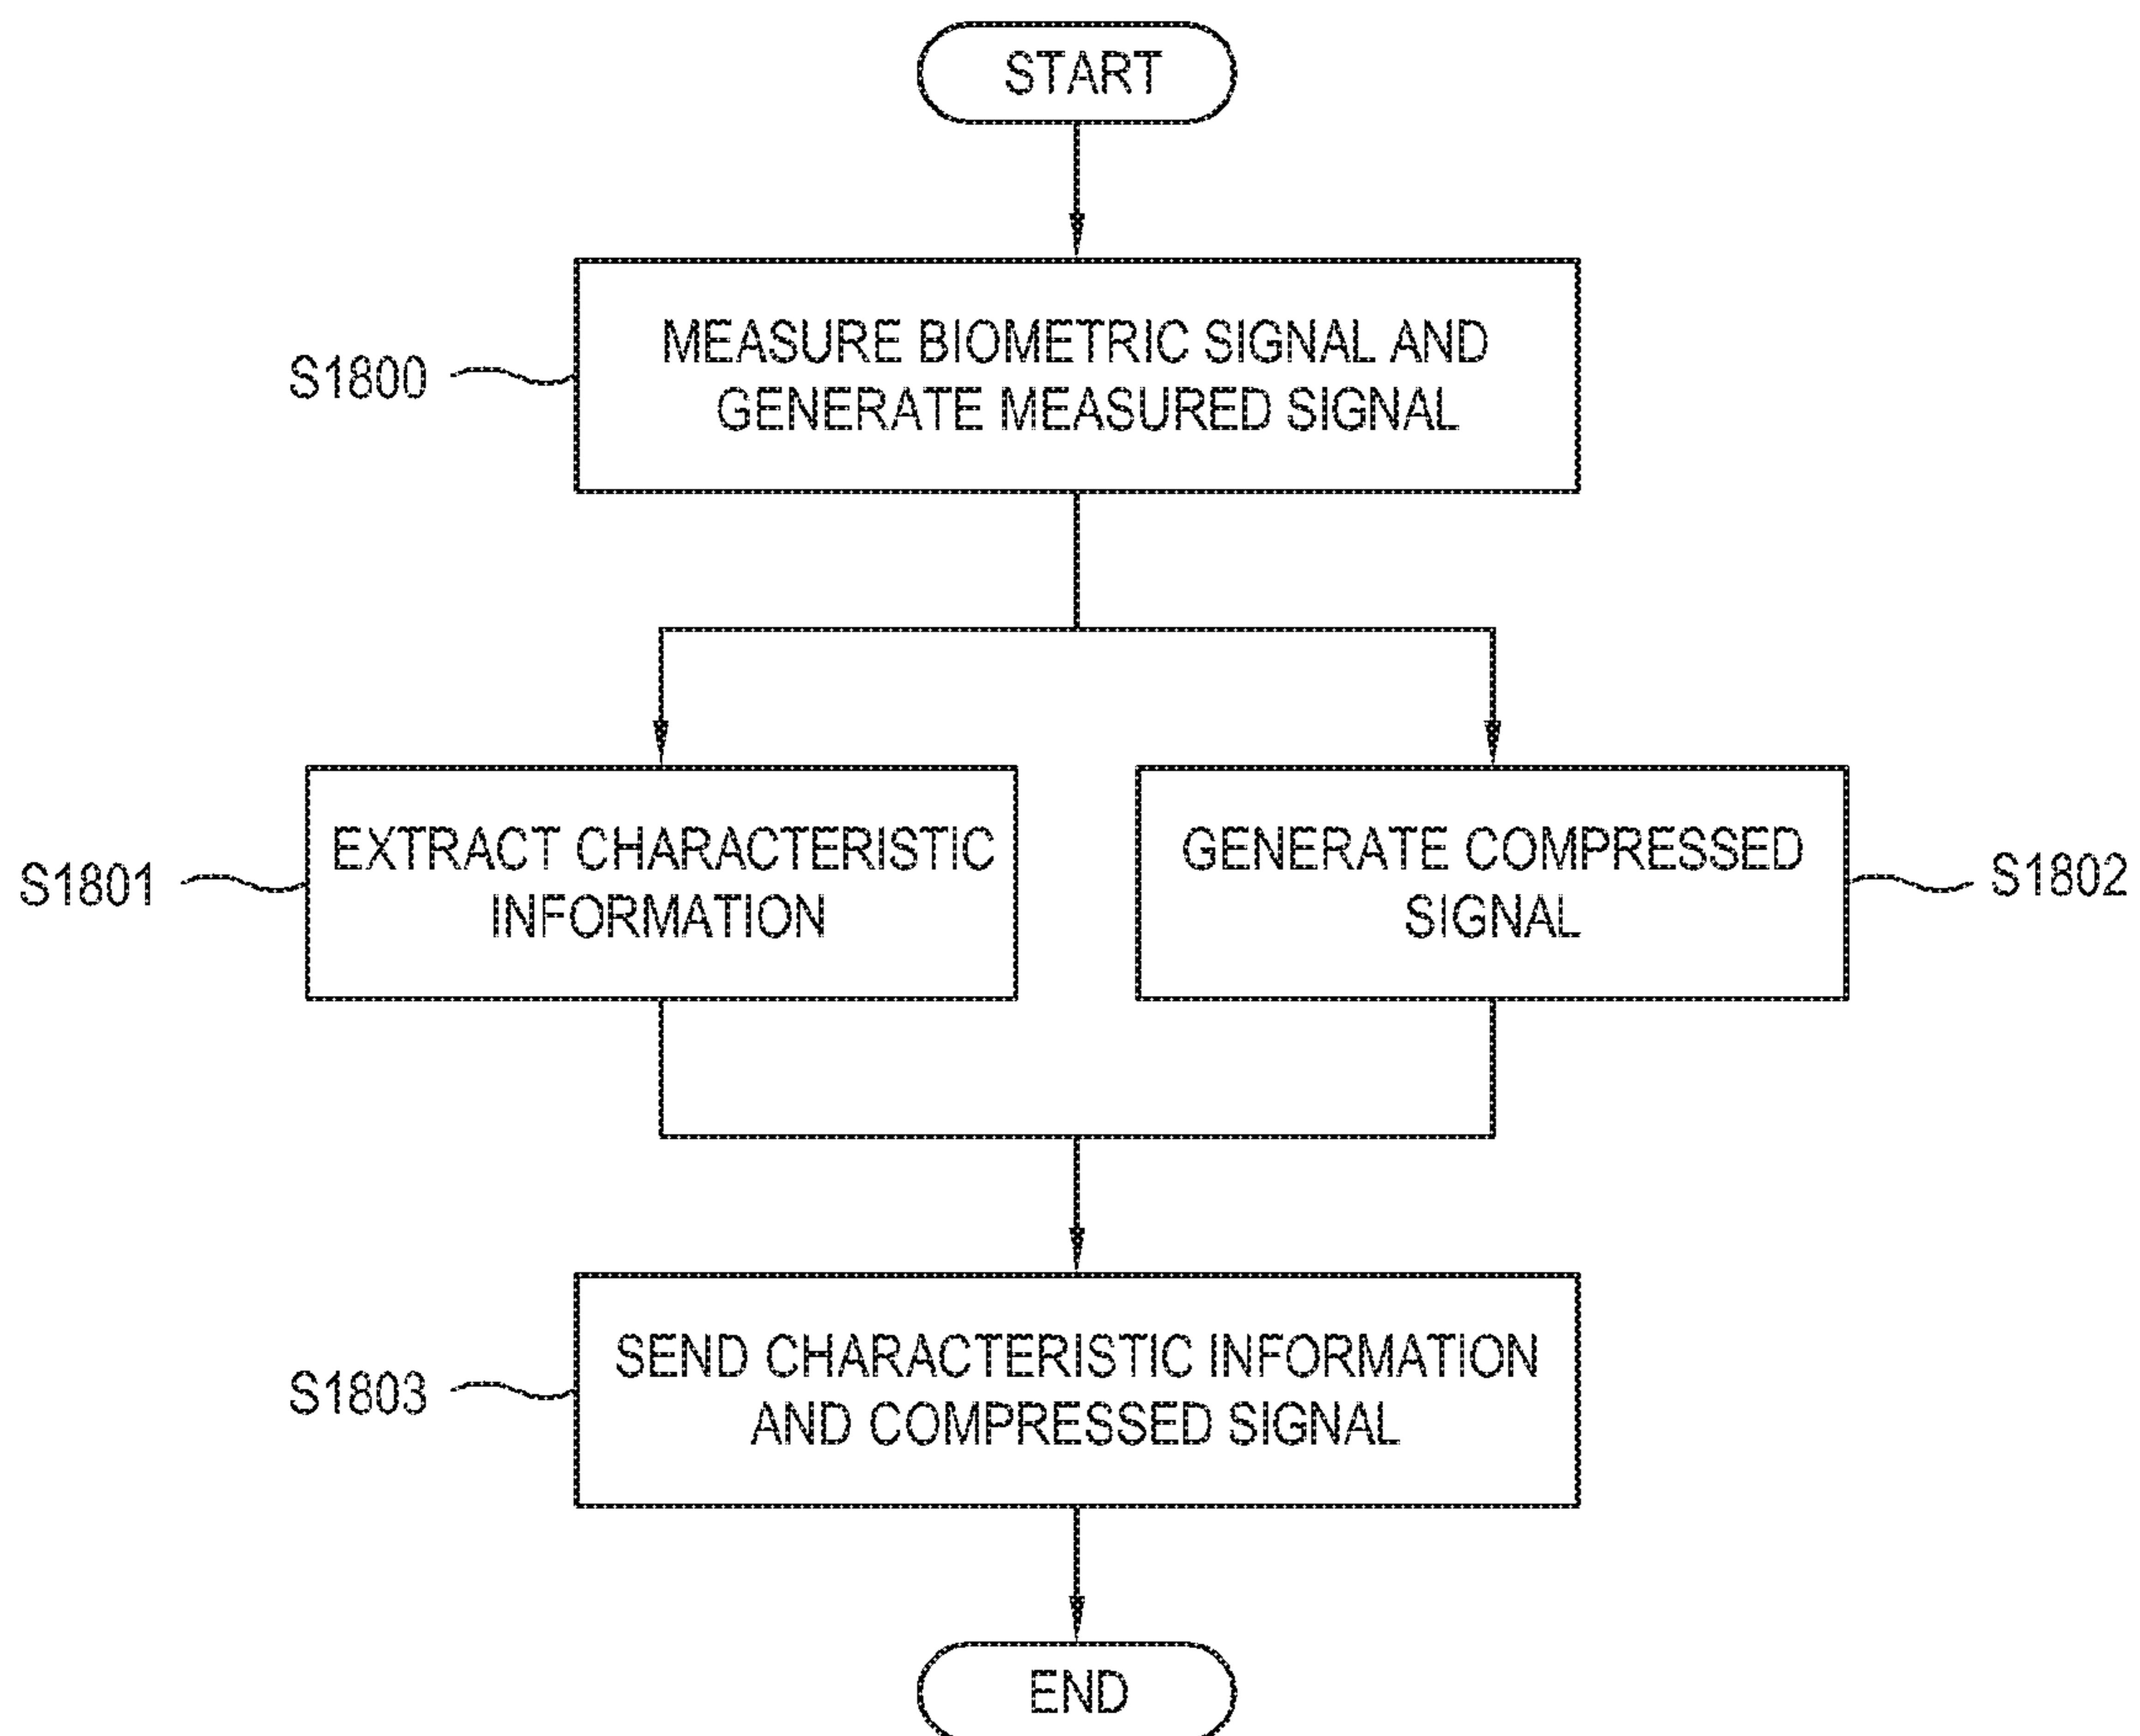 START
S1800
MEASURE BIOMETRIC SIGNAL AND
GENERATE MEASURED SIGNAL
S1801
EXTRACT CHARACTERISTIC
INFORMATION
GENERATE COMPRESSED
SIGNAL
S1802
S1803
SEND CHARACTERISTIC INFORMATION
AND COMPRESSED SIGNAL
END